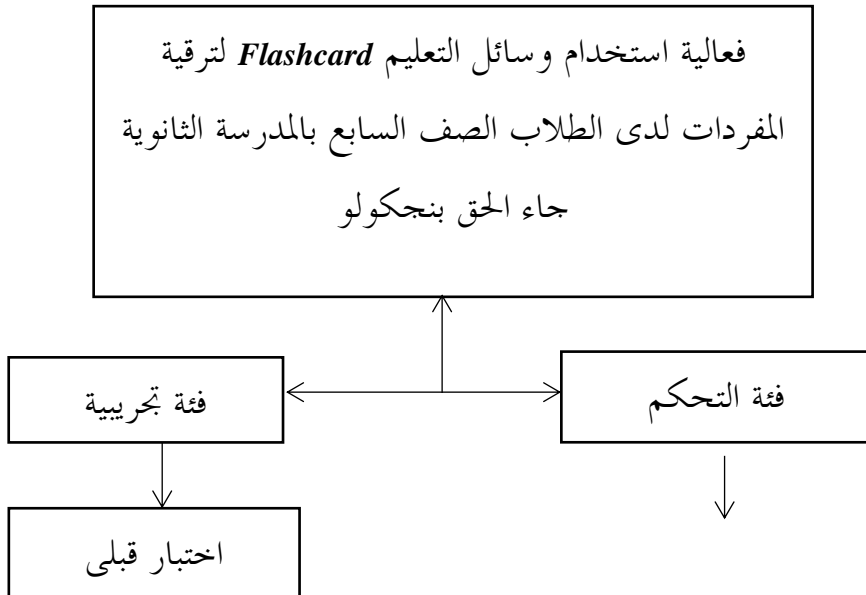 فعالية استخدام وسائل التعليم Flashcard لترقية
المفردات لدى الطلاب الصف السابع بالمدرسة الثانوية
جاء الحق بنجكولو
فئة التحكم
فئة تجريبية
اختبار قبلى